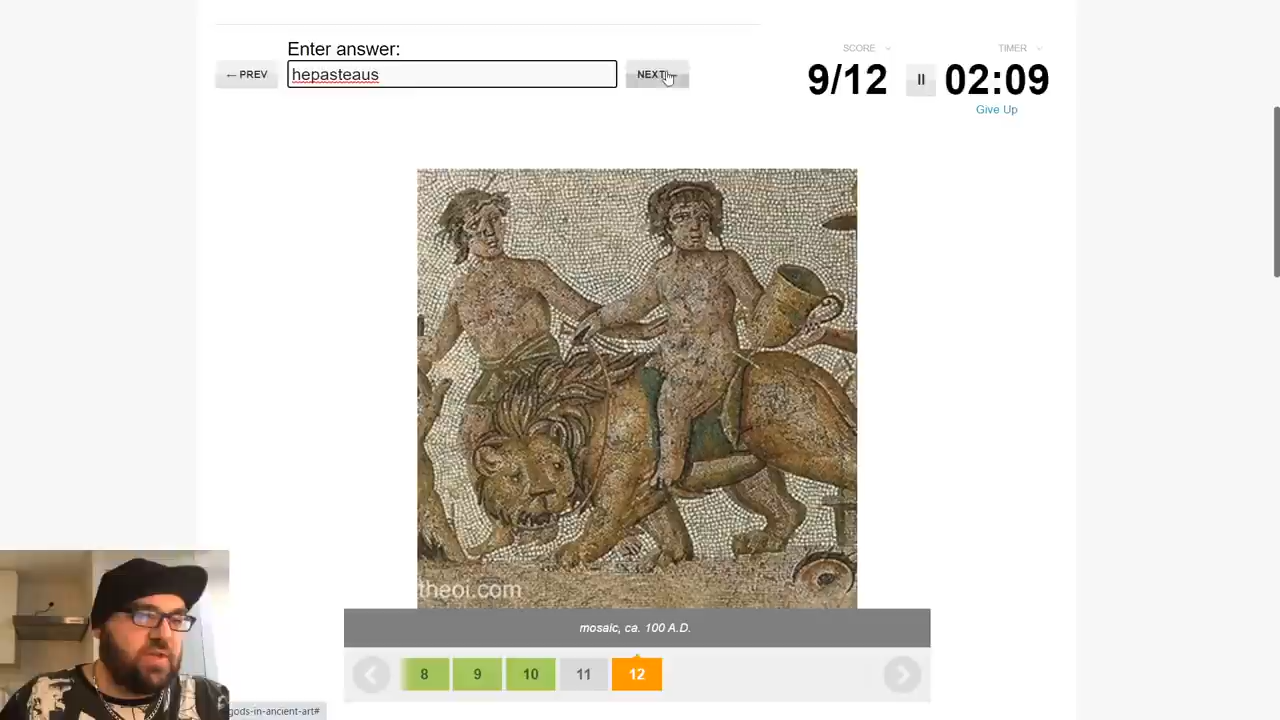 Enter answer:
← PREV
hepasteaus
NEXT
SCORE
9/12
TIMER
02:09
Give Up
theoi.com
mosaic, ca. 100 A.D.
8
9
10
11
12
gods-in-ancient-art#